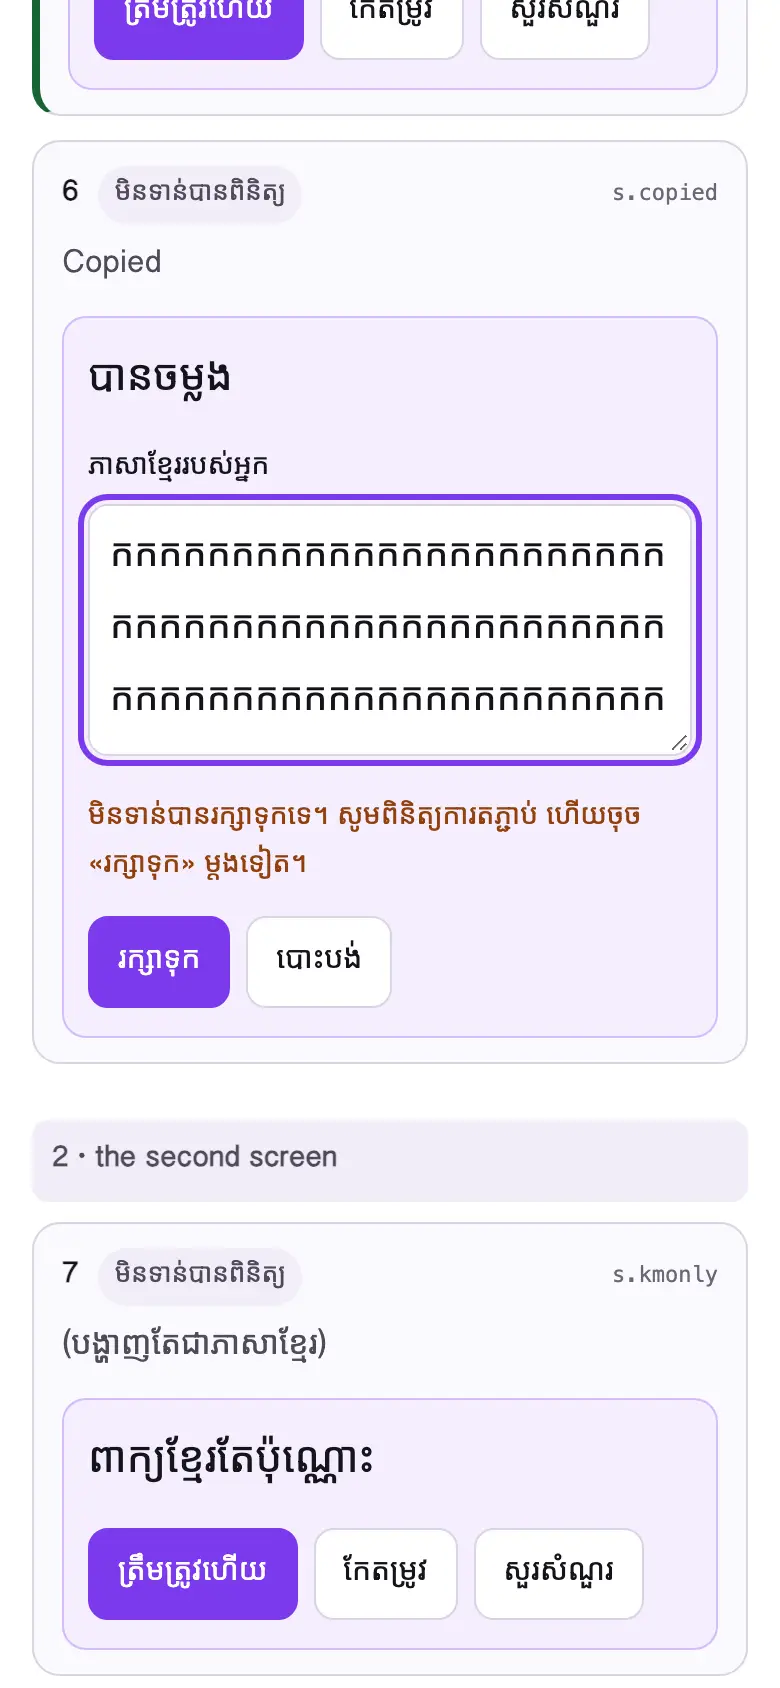 ត្រឹមត្រូវហើយ កែតម្រូវ សួរសំណួរ
6 មិនទាន់បានពិនិត្យ s.copied
Copied
បានចម្លង
ភាសាខ្មែររបស់អ្នក
កកកកកកកកកកកកកកកកកកកកកកក
កកកកកកកកកកកកកកកកកកកកកកក
កកកកកកកកកកកកកកកកកកកកកកក
មិនទាន់បានរក្សាទុកទេ។ សូមពិនិត្យការតភ្ជាប់ ហើយចុច
«រក្សាទុក» ម្តងទៀត។
រក្សាទុក បោះបង់
2 · the second screen
7 មិនទាន់បានពិនិត្យ s.kmonly
(បង្ហាញតែជាភាសាខ្មែរ)
ពាក្យខ្មែរតែប៉ុណ្ណោះ
ត្រឹមត្រូវហើយ កែតម្រូវ សួរសំណួរ